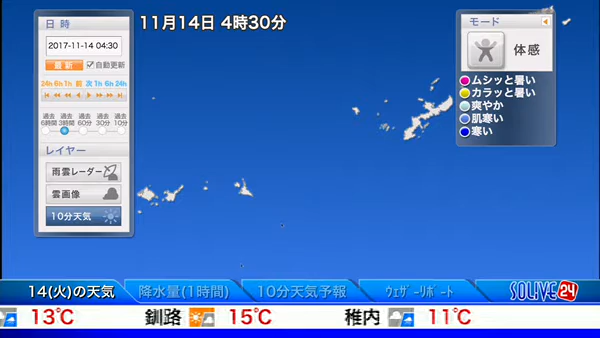 11月14日 4時30分
日 時
2017-11-14 04:30
最 新 自動更新
24h 6h 1h 前 次 1h 6h 24h
過去6時間 過去3時間 過去60分 過去30分 過去10分
レイヤー
雨雲レーダー
雲画像
10分天気
モード
体感
ムシッと暑い
カラッと暑い
爽やか
肌寒い
寒い
14(火)の天気 降水量(1時間) 10分天気予報 ｳｪｻﾞｰﾘﾎﾟｰﾄ SOLiVE24
13℃ 釧路 15℃ 稚内 11℃